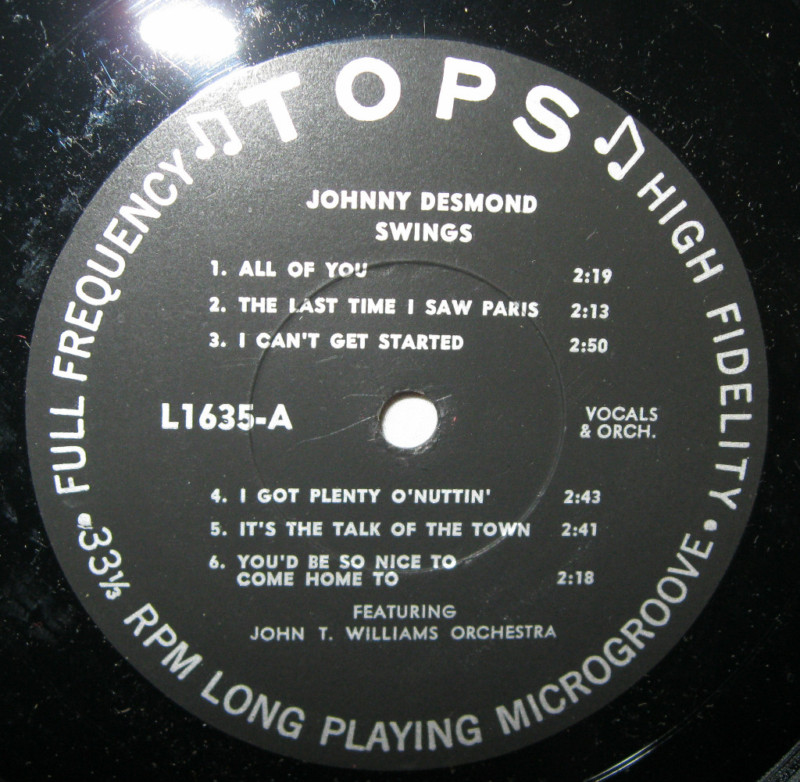 TOPS
JOHNNY DESMOND
SWINGS
1. ALL OF YOU 2:19
2. THE LAST TIME I SAW PARIS 2:13
3. I CAN'T GET STARTED 2:50
L1635-A
VOCALS
& ORCH.
4. I GOT PLENTY O'NUTTIN' 2:43
5. IT'S THE TALK OF THE TOWN 2:41
6. YOU'D BE SO NICE TO
COME HOME TO 2:18
FEATURING
JOHN T. WILLIAMS ORCHESTRA
FULL FREQUENCY
HIGH FIDELITY
• 33⅓ RPM LONG PLAYING MICROGROOVE •